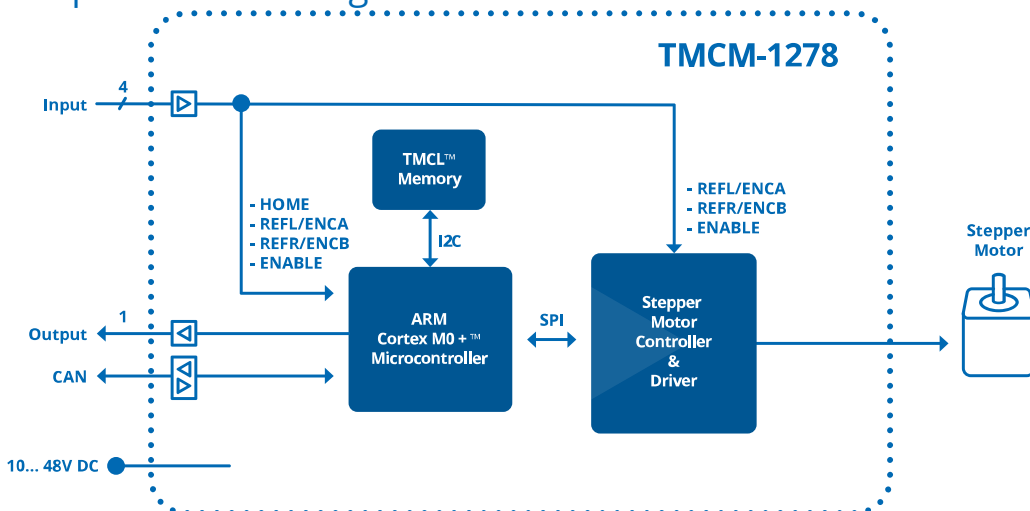 TMCM-1278
4
Input
TMCL™
Memory
- HOME
- REFL/ENCA
- REFR/ENCB
- ENABLE
I2C
- REFL/ENCA
- REFR/ENCB
- ENABLE
Stepper
Motor
ARM
Cortex M0 + ™
Microcontroller
SPI
Stepper
Motor
Controller
&
Driver
1
Output
CAN
10... 48V DC